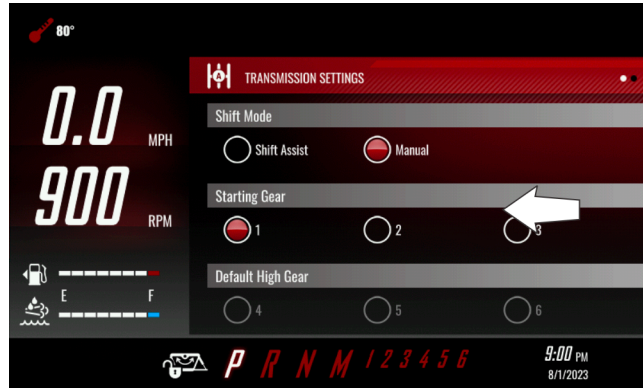 80°
TRANSMISSION SETTINGS
Shift Mode
Shift Assist Manual
0.0 MPH
Starting Gear
900 RPM
1 2 3
Default High Gear
E F
4 5 6
P R N M 1 2 3 4 5 6
9:00 PM
8/1/2023